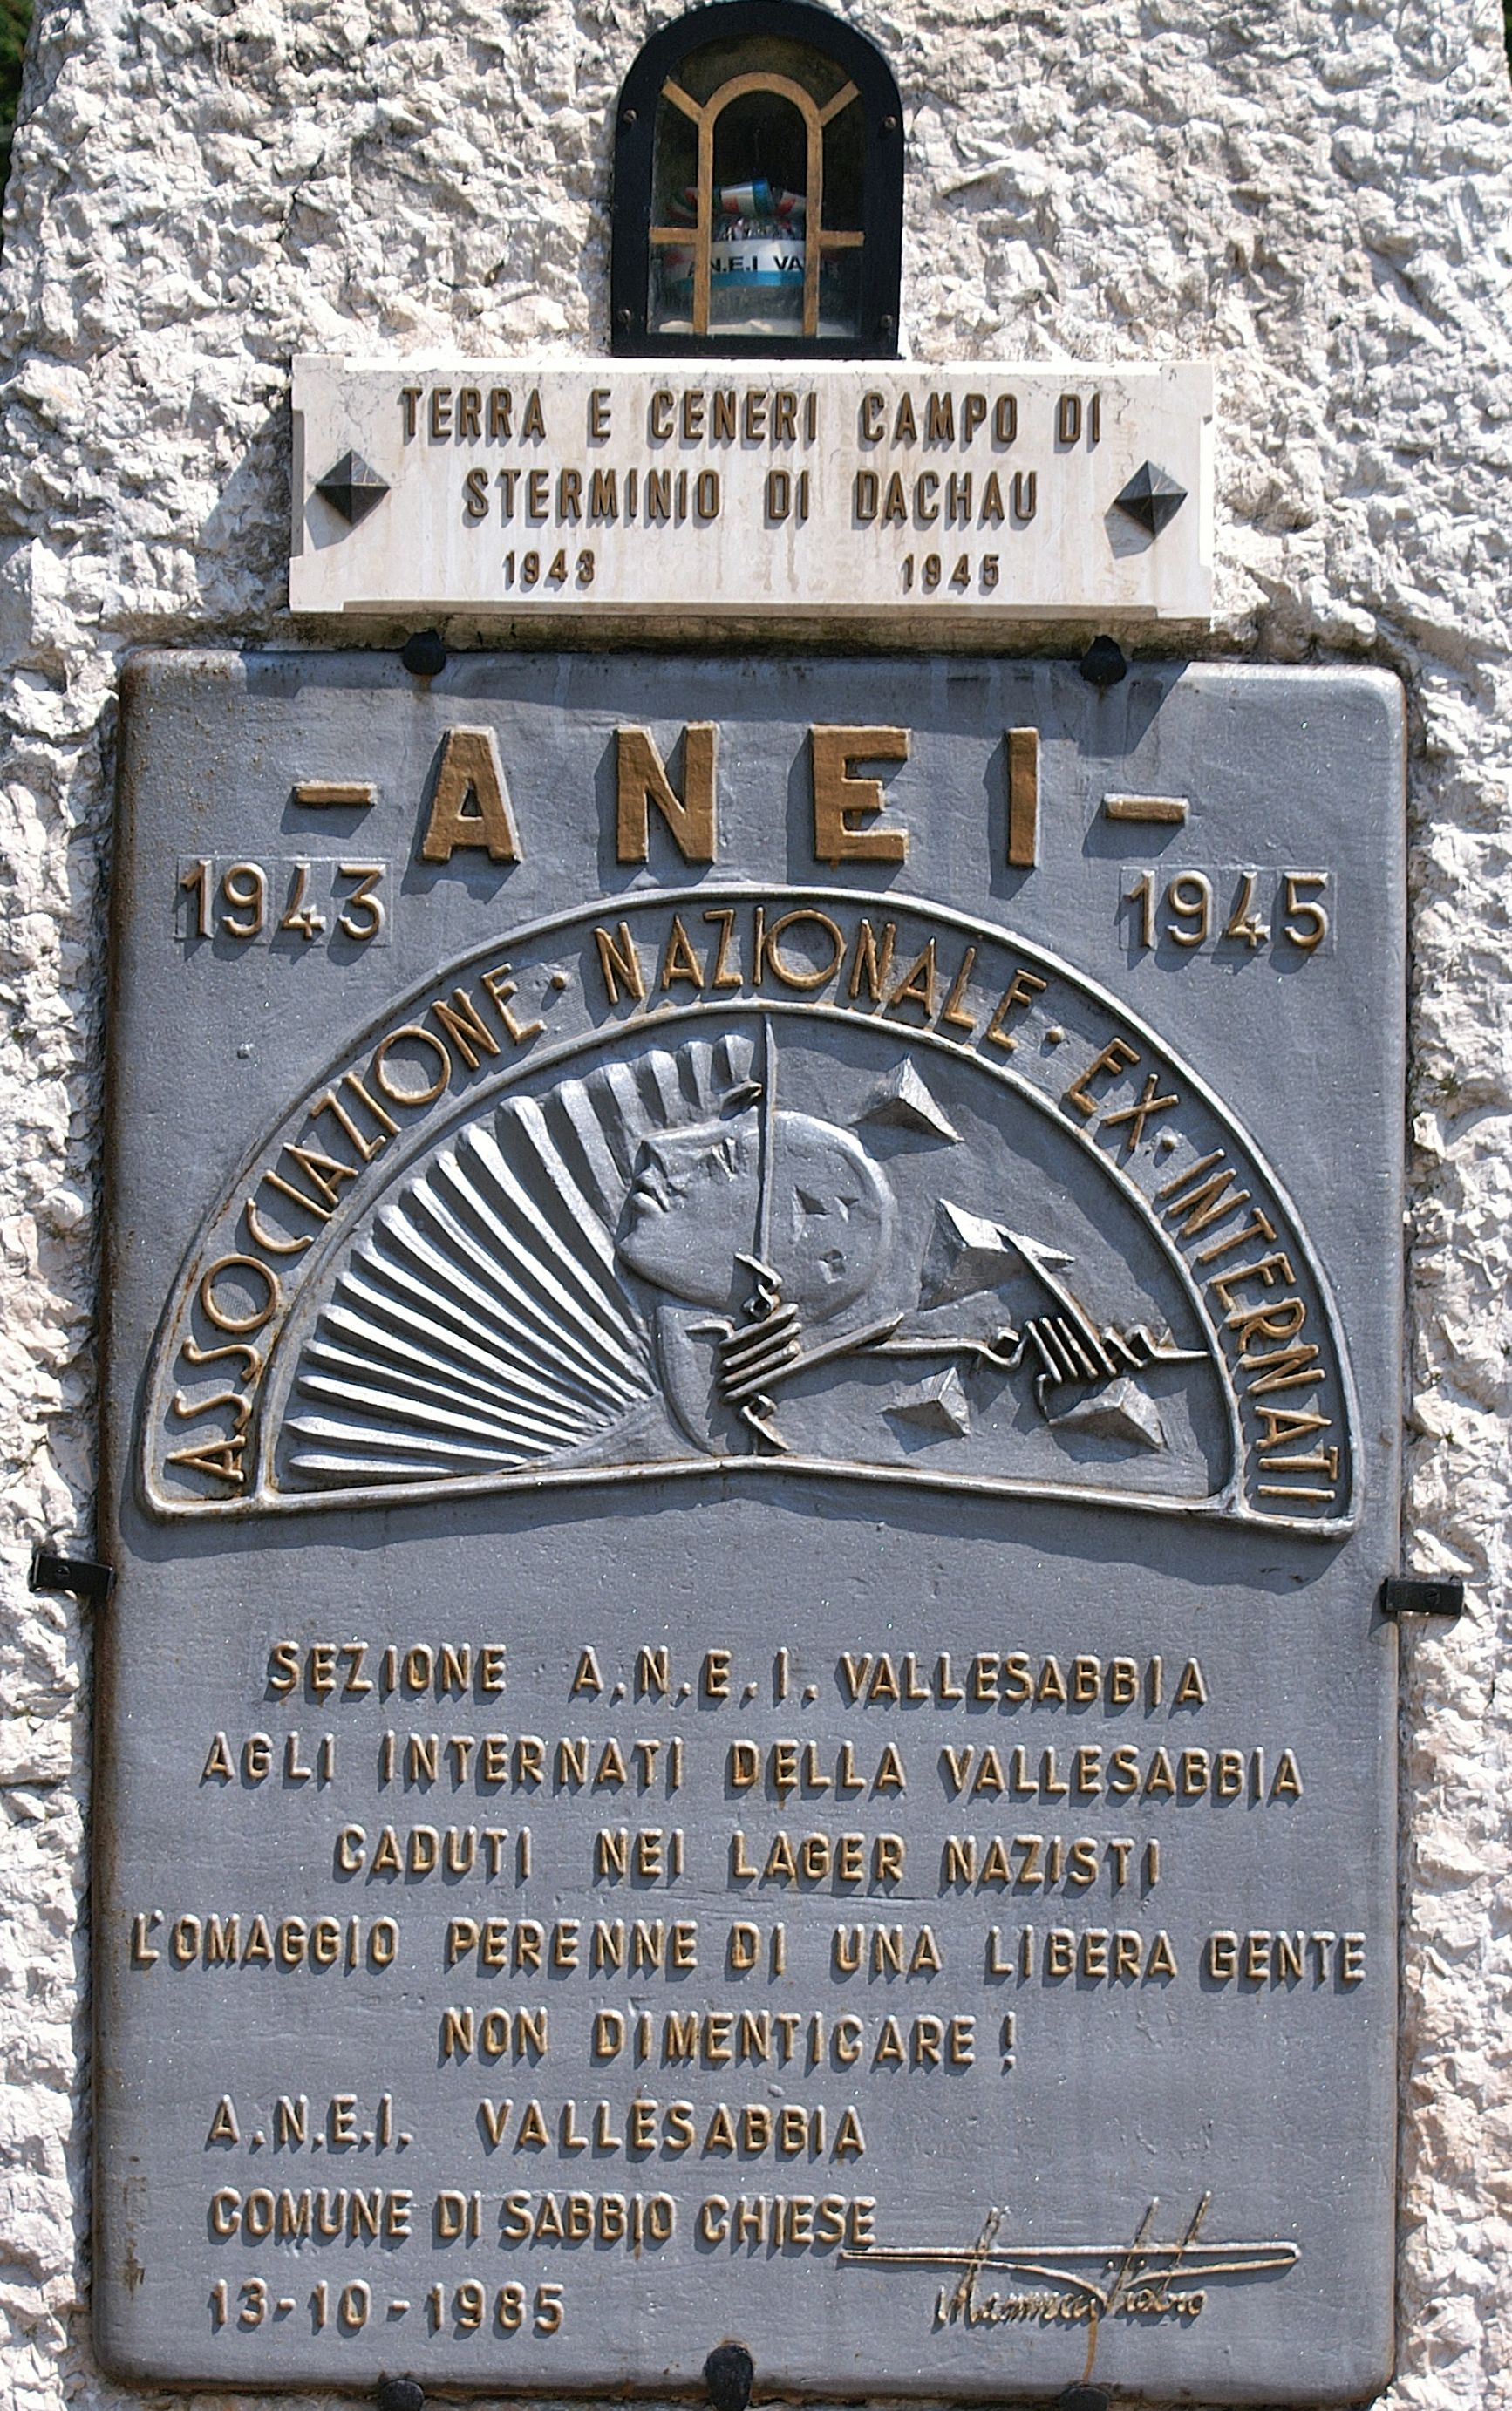 A.N.E.I VA
TERRA E CENERI CAMPO DI
STERMINIO DI DACHAU
1943 1945
- ANEI -
1943 1945
ASSOCIAZIONE · NAZIONALE · EX · INTERNATI
SEZIONE A.N.E.I. VALLESABBIA
AGLI INTERNATI DELLA VALLESABBIA
CADUTI NEI LAGER NAZISTI
L'OMAGGIO PERENNE DI UNA LIBERA GENTE
NON DIMENTICARE!
A.N.E.I. VALLESABBIA
COMUNE DI SABBIO CHIESE
13-10-1985